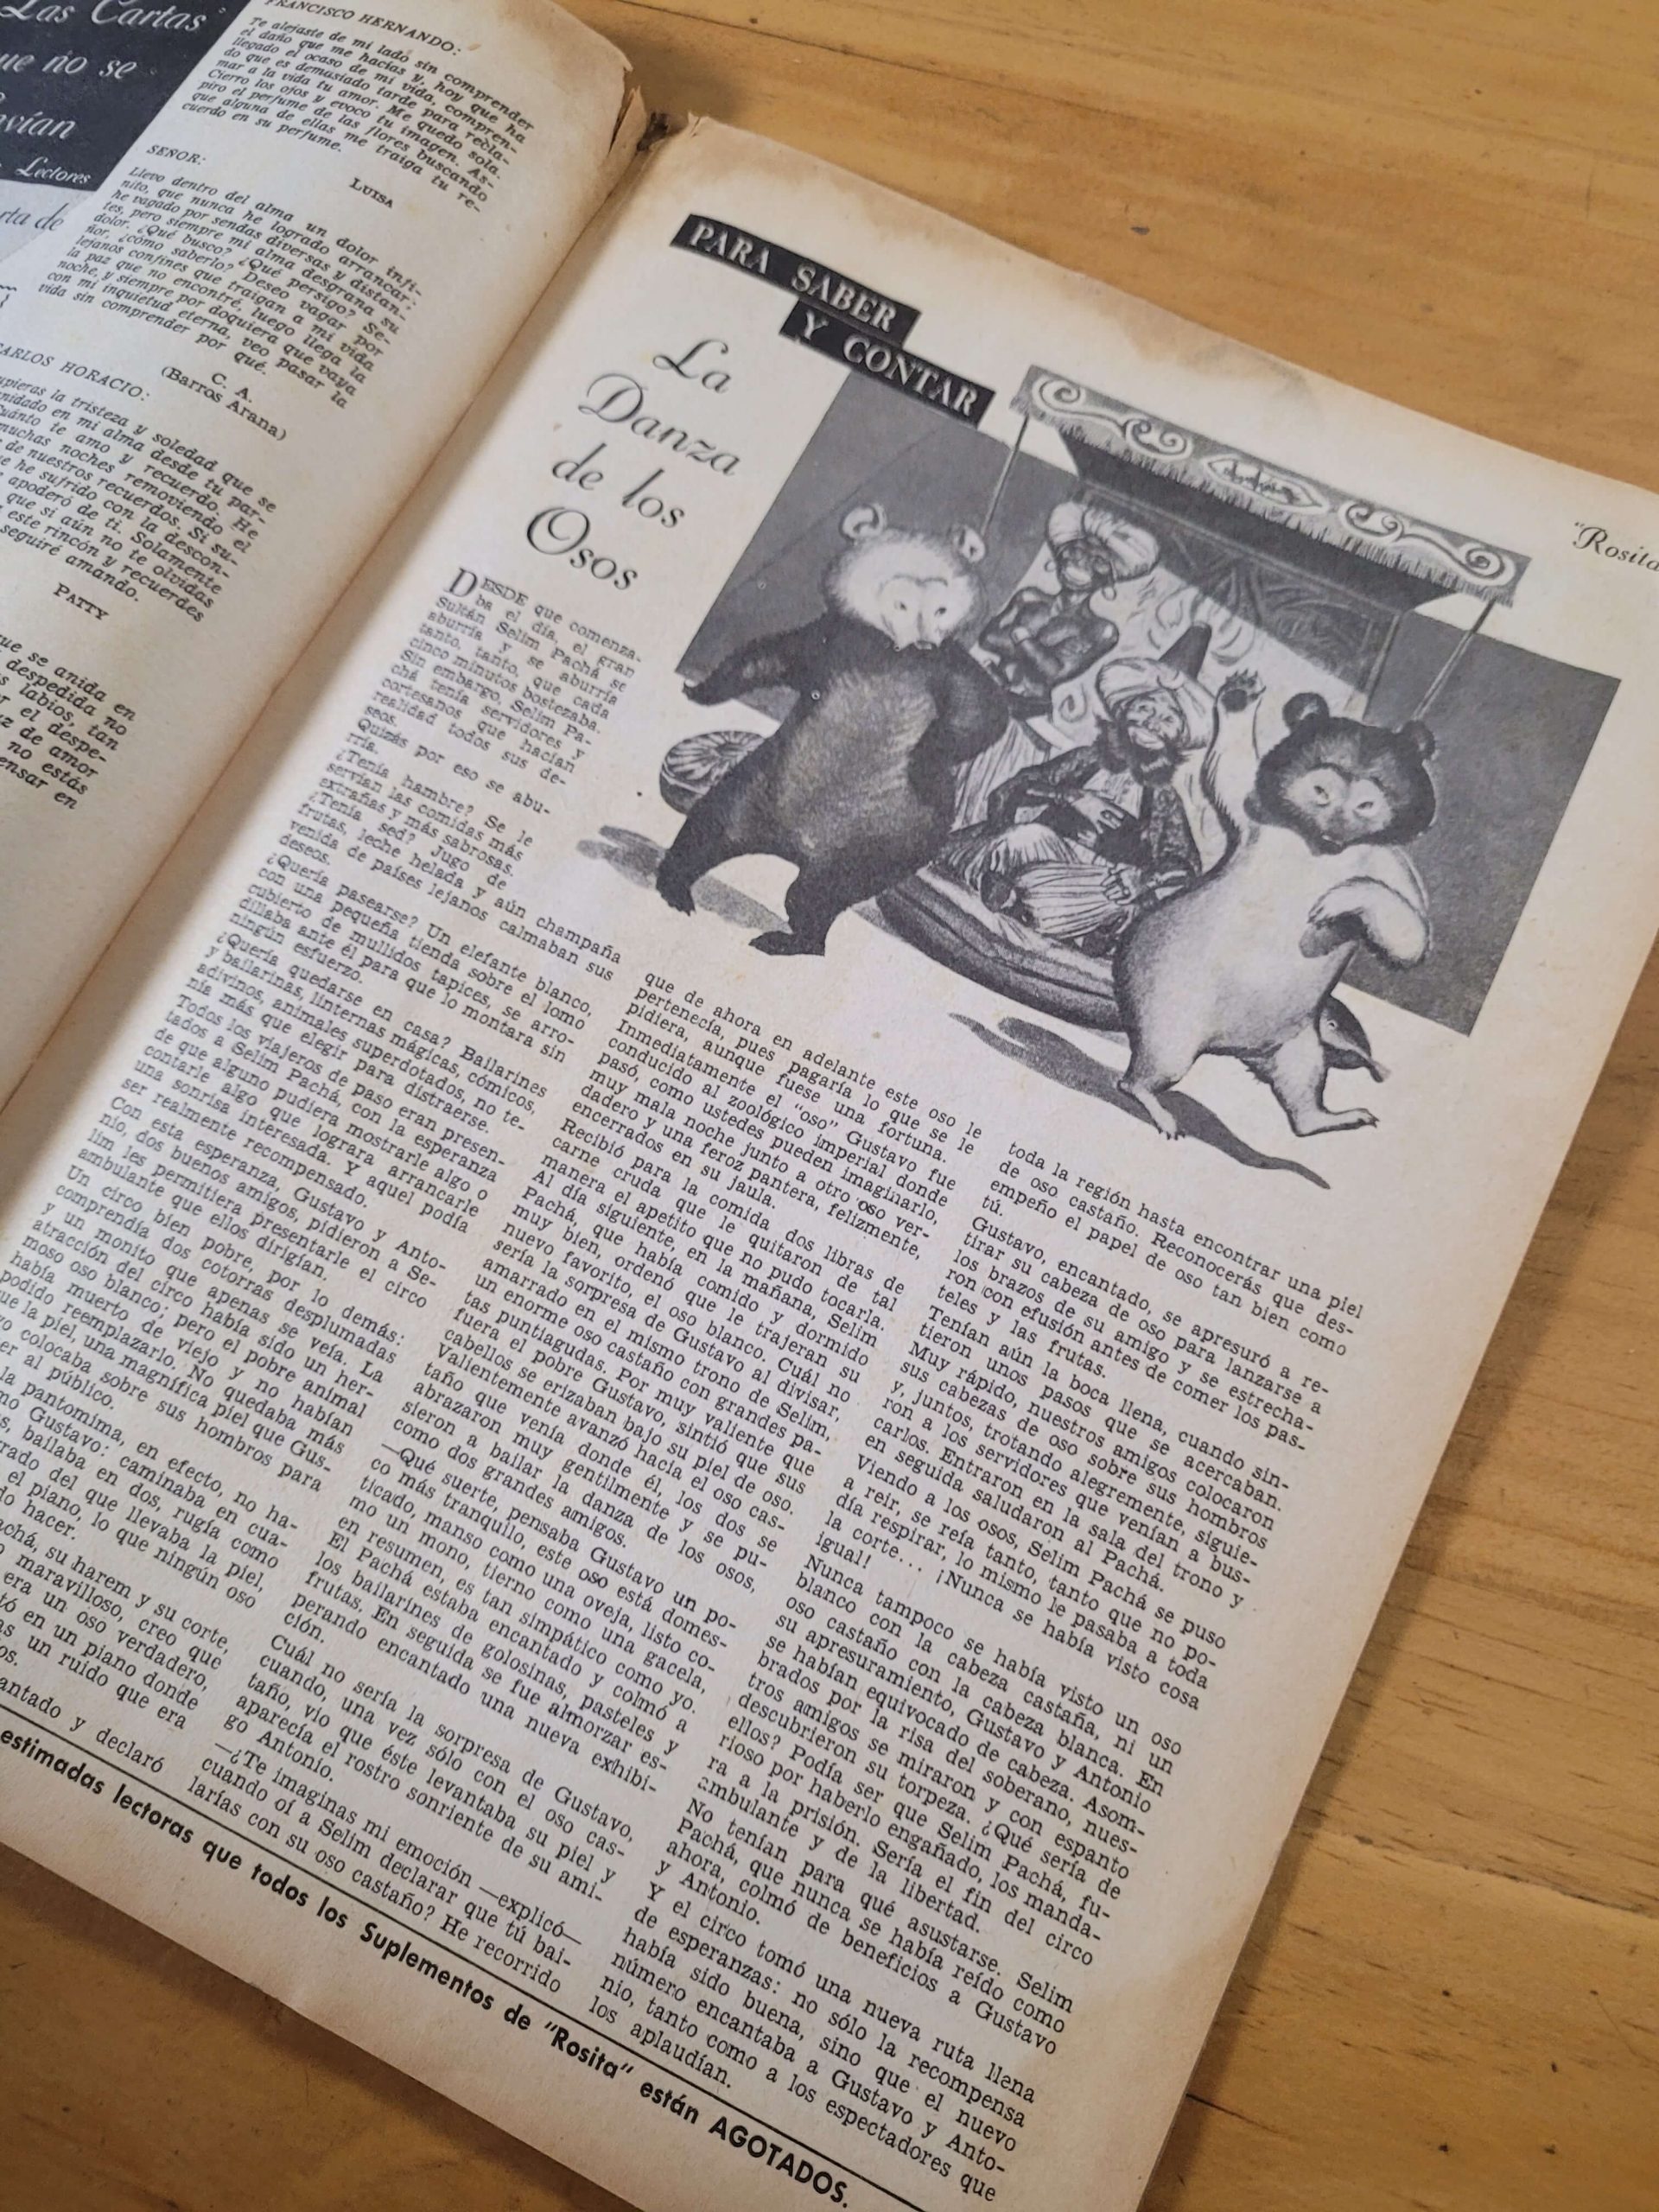 Las Cartas
que no se
Lectores
FRANCISCO HERNANDO:
Te alejaste de mi lado sin comprender
el daño que me hacías y, hoy que ha
llegado el ocaso de mi vida, compren-
do que es demasiado tarde para recla-
mar a la vida tu amor. Me quedo sola.
Cierro los ojos y evoco tu imagen. As-
piro el perfume de las flores buscando
que alguna de ellas me traiga tu re-
cuerdo en su perfume.
LUISA
SEÑOR:
Llevo dentro del alma un dolor infi-
nito, que nunca he logrado arrancar:
he vagado por sendas diversas y distan-
tes, pero siempre mi alma desgrana su
dolor. ¿Qué busco? ¿Qué persigo? Se-
ñor, ¿cómo saberlo? Deseo vagar por
lejanos confines que traigan a mi vida
la paz que no encontré, luego llega la
noche, y siempre por doquiera que vaya
con mi inquietud eterna, veo pasar la
vida sin comprender por qué.
C. A.
(Barros Arana)
CARLOS HORACIO:
supieras la tristeza y soledad que se
anidado en mi alma desde tu par-
Cuánto te amo y recuerdo. He
muchas noches removiendo el
de nuestros recuerdos. Si su-
que he sufrido con la descon-
apoderó de ti. Solamente
que si aún no te olvidas
este rincón y recuerdes
seguiré amando.
PATTY
que se anida en
despedida no
labios, tan
el despe-
de amor
no estás
pensar en
"Rosita
PARA SABER
Y CONTAR
La
Danza
de los
Osos
DESDE que comenza-
ba el día, el gran
Sultán Selim Pachá se
aburría y se aburría
tanto, tanto, que cada
cinco minutos bostezaba.
Sin embargo, Selim Pa-
chá tenía servidores y
cortesanos que hacían
realidad todos sus de-
seos.
Quizás por eso se abu-
rría.
¿Tenía hambre? Se le
servían las comidas más
extrañas y más sabrosas.
¿Tenía sed? Jugo de
frutas, leche helada y aún champaña
venida de países lejanos calmaban sus
deseos.
¿Quería pasearse? Un elefante blanco,
con una pequeña tienda sobre el lomo
cubierto de mullidos tapices, se arro-
dillaba ante él para que lo montara sin
ningún esfuerzo.
¿Quería quedarse en casa? Bailarines
y bailarinas, linternas mágicas, cómicos,
adivinos, animales superdotados, no te-
nía más que elegir para distraerse.
Todos los viajeros de paso eran presen-
tados a Selim Pachá, con la esperanza
de que alguno pudiera mostrarle algo o
contarle algo que lograra arrancarle
una sonrisa interesada. Y aquel podía
ser realmente recompensado.
Con esta esperanza, Gustavo y Anto-
nio, dos buenos amigos, pidieron a Se-
lim les permitiera presentarle el circo
ambulante que ellos dirigían.
Un circo bien pobre, por lo demás:
comprendía dos cotorras desplumadas
y un monito que apenas se veía. La
atracción del circo había sido un her-
moso oso blanco; pero el pobre animal
había muerto de viejo y no habían
podido reemplazarlo. No quedaba más
que la piel, una magnífica piel que Gus-
colocaba sobre sus hombros para
al público.
la pantomima, en efecto, no ha-
Gustavo: caminaba en cua-
bailaba en dos, rugía como
del que llevaba la piel,
el piano, lo que ningún oso
hacer.
su harem y su corte,
maravilloso, creo que
era un oso verdadero,
en un piano donde
un ruido que era
y declaró
que de ahora en adelante este oso le
pertenecía, pues pagaría lo que se le
pidiera, aunque fuese una fortuna.
Inmediatamente el "oso" Gustavo fue
conducido al zoológico imperial donde
pasó, como ustedes pueden imaginarlo,
muy mala noche junto a otro oso ver-
dadero y una feroz pantera, felizmente,
encerrados en su jaula.
Recibió para la comida dos libras de
carne cruda que le quitaron de tal
manera el apetito que no pudo tocarla.
Al día siguiente, en la mañana, Selim
Pachá, que había comido y dormido
muy bien, ordenó que le trajeran su
nuevo favorito, el oso blanco. Cuál no
sería la sorpresa de Gustavo al divisar,
amarrado en el mismo trono de Selim,
un enorme oso castaño con grandes pa-
tas puntiagudas. Por muy valiente que
fuera el pobre Gustavo, sintió que sus
cabellos se erizaban bajo su piel de oso.
Valientemente avanzó hacia el oso cas-
taño que venía donde él, los dos se
abrazaron muy gentilmente y se pu-
sieron a bailar la danza de los osos,
como dos grandes amigos.
—Qué suerte, pensaba Gustavo un po-
co más tranquilo, este oso está domes-
ticado, manso como una oveja, listo co-
mo un mono, tierno como una gacela,
en resumen, es tan simpático como yo.
El Pachá estaba encantado y colmó a
los bailarines de golosinas, pasteles y
frutas. En seguida se fue almorzar es-
perando encantado una nueva exhibi-
ción.
Cuál no sería la sorpresa de Gustavo,
cuando, una vez sólo con el oso cas-
taño, vio que éste levantaba su piel y
aparecía el rostro sonriente de su ami-
go Antonio.
—¿Te imaginas mi emoción —explicó—
cuando oí a Selim declarar que tú bai-
larías con su oso castaño? He recorrido
toda la región hasta encontrar una piel
de oso castaño. Reconocerás que des-
empeño el papel de oso tan bien como
tú.
Gustavo, encantado, se apresuró a re-
tirar su cabeza de oso para lanzarse a
los brazos de su amigo y se estrecha-
ron con efusión antes de comer los pas-
teles y las frutas.
Tenían aún la boca llena, cuando sin-
tieron unos pasos que se acercaban.
Muy rápido, nuestros amigos colocaron
sus cabezas de oso sobre sus hombros
y, juntos, trotando alegremente, siguie-
ron a los servidores que venían a bus-
carlos. Entraron en la sala del trono y
en seguida saludaron al Pachá.
Viendo a los osos, Selim Pachá se puso
a reir, se reía tanto, tanto que no po-
día respirar, lo mismo le pasaba a toda
la corte... ¡Nunca se había visto cosa
igual!
Nunca tampoco se había visto un oso
blanco con la cabeza castaña, ni un
oso castaño con la cabeza blanca. En
su apresuramiento, Gustavo y Antonio
se habían equivocado de cabeza. Asom-
brados por la risa del soberano, nues-
tros amigos se miraron y con espanto
descubrieron su torpeza. ¿Qué sería de
ellos? Podía ser que Selim Pachá, fu-
rioso por haberlo engañado, los manda-
ra a la prisión. Sería el fin del circo
ambulante y de la libertad.
No tenían para qué asustarse. Selim
Pachá, que nunca se había reído como
ahora, colmó de beneficios a Gustavo
y Antonio.
Y el circo tomó una nueva ruta llena
de esperanzas: no sólo la recompensa
había sido buena, sino que el nuevo
número encantaba a Gustavo y Anto-
nio, tanto como a los espectadores que
los aplaudían.
estimadas lectoras que todos los Suplementos de "Rosita" están AGOTADOS.